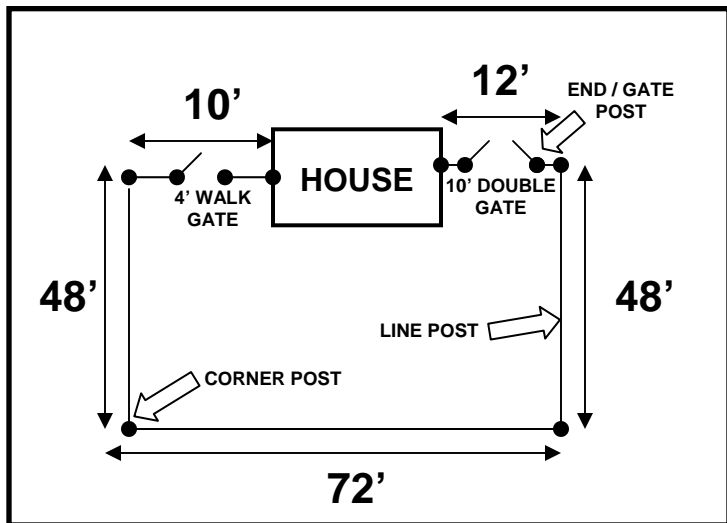 10’
12’
END / GATE
POST
HOUSE
4’ WALK
GATE
10’ DOUBLE
GATE
48’
48’
LINE POST
CORNER POST
72’